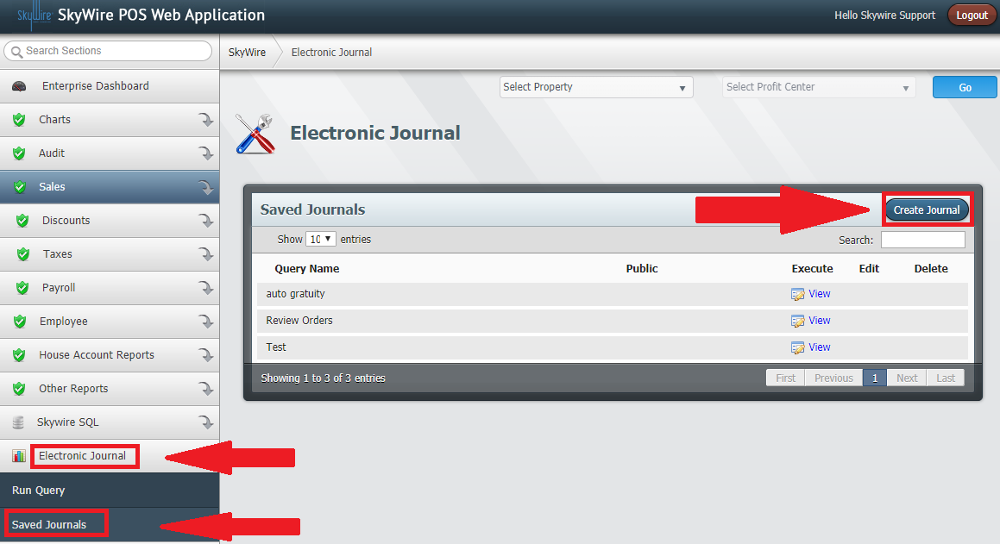 SkyWire SkyWire POS Web Application
Hello Skywire Support
Logout
Search Sections
SkyWire
Electronic Journal
Enterprise Dashboard
Charts
Audit
Sales
Discounts
Taxes
Payroll
Employee
House Account Reports
Other Reports
Skywire SQL
Electronic Journal
Run Query
Saved Journals
Select Property
Select Profit Center
Go
Electronic Journal
Saved Journals
Create Journal
Show 10 entries
Search:
Query Name Public Execute Edit Delete
auto gratuity View
Review Orders View
Test View
Showing 1 to 3 of 3 entries
First Previous 1 Next Last